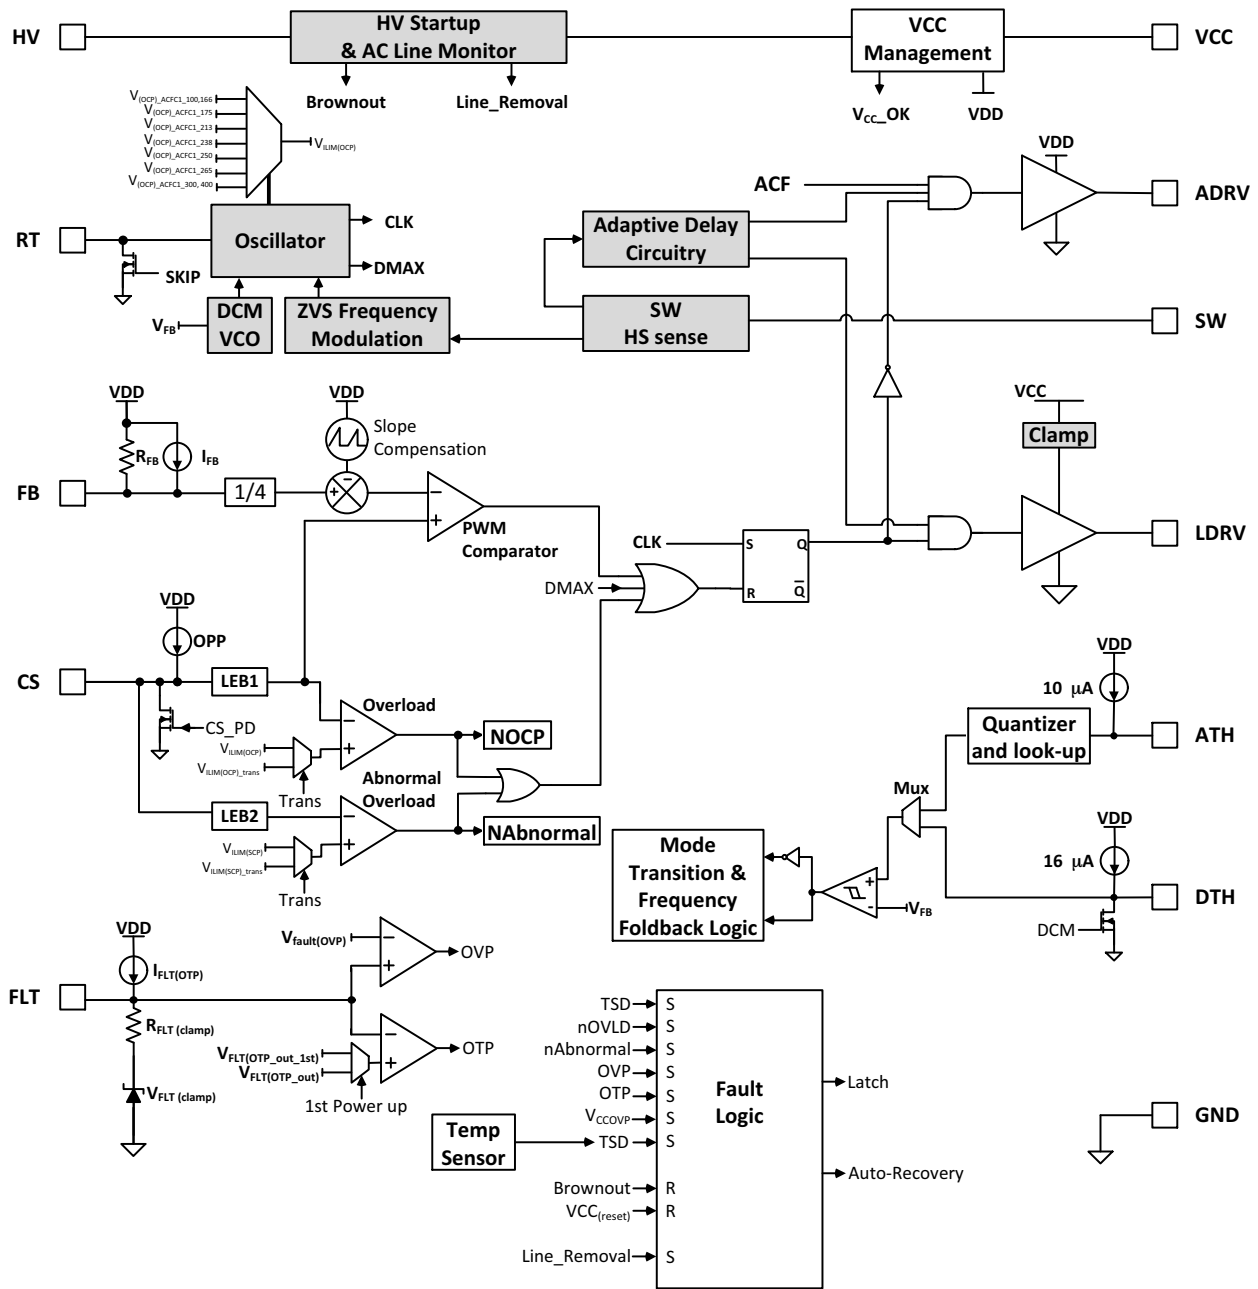 HV
HV Startup
& AC Line Monitor
VCC
Management
VCC
Brownout
Line_Removal
VCC_OK
VDD
V(OCP)_ACFC1_100,166
V(OCP)_ACFC1_175
V(OCP)_ACFC1_213
V(OCP)_ACFC1_238
V(OCP)_ACFC1_250
V(OCP)_ACFC1_265
V(OCP)_ACFC1_300, 400
VILIM(OCP)
VDD
ACF
ADRV
RT
Oscillator
CLK
DMAX
SKIP
Adaptive Delay
Circuitry
VFB
DCM
VCO
ZVS Frequency
Modulation
SW
HS sense
SW
VDD
VDD
Slope
Compensation
RFB
IFB
VCC
Clamp
FB
1/4
+
−
−
+
PWM
Comparator
CLK
S
Q
DMAX
R
Q
LDRV
VDD
OPP
CS
LEB1
CS_PD
Overload
−
+
VILIM(OCP)
VILIM(OCP)_trans
Trans
NOCP
Abnormal
Overload
LEB2
−
+
VILIM(SCP)
VILIM(SCP)_trans
Trans
NAbnormal
VDD
10 μA
Quantizer
and look-up
ATH
Mux
Mode
Transition &
Frequency
Foldback Logic
+
-
VFB
VDD
16 μA
DTH
DCM
VDD
IFLT(OTP)
FLT
RFLT (clamp)
VFLT (clamp)
Vfault(OVP)
−
+
OVP
−
+
OTP
VFLT(OTP_out_1st)
VFLT(OTP_out)
1st Power up
Temp
Sensor
TSD
S
nOVLD
S
nAbnormal
S
OVP
S
OTP
S
VCCOVP
S
TSD
S
Brownout
R
VCC(reset)
R
Line_Removal
S
Fault
Logic
Latch
Auto-Recovery
GND